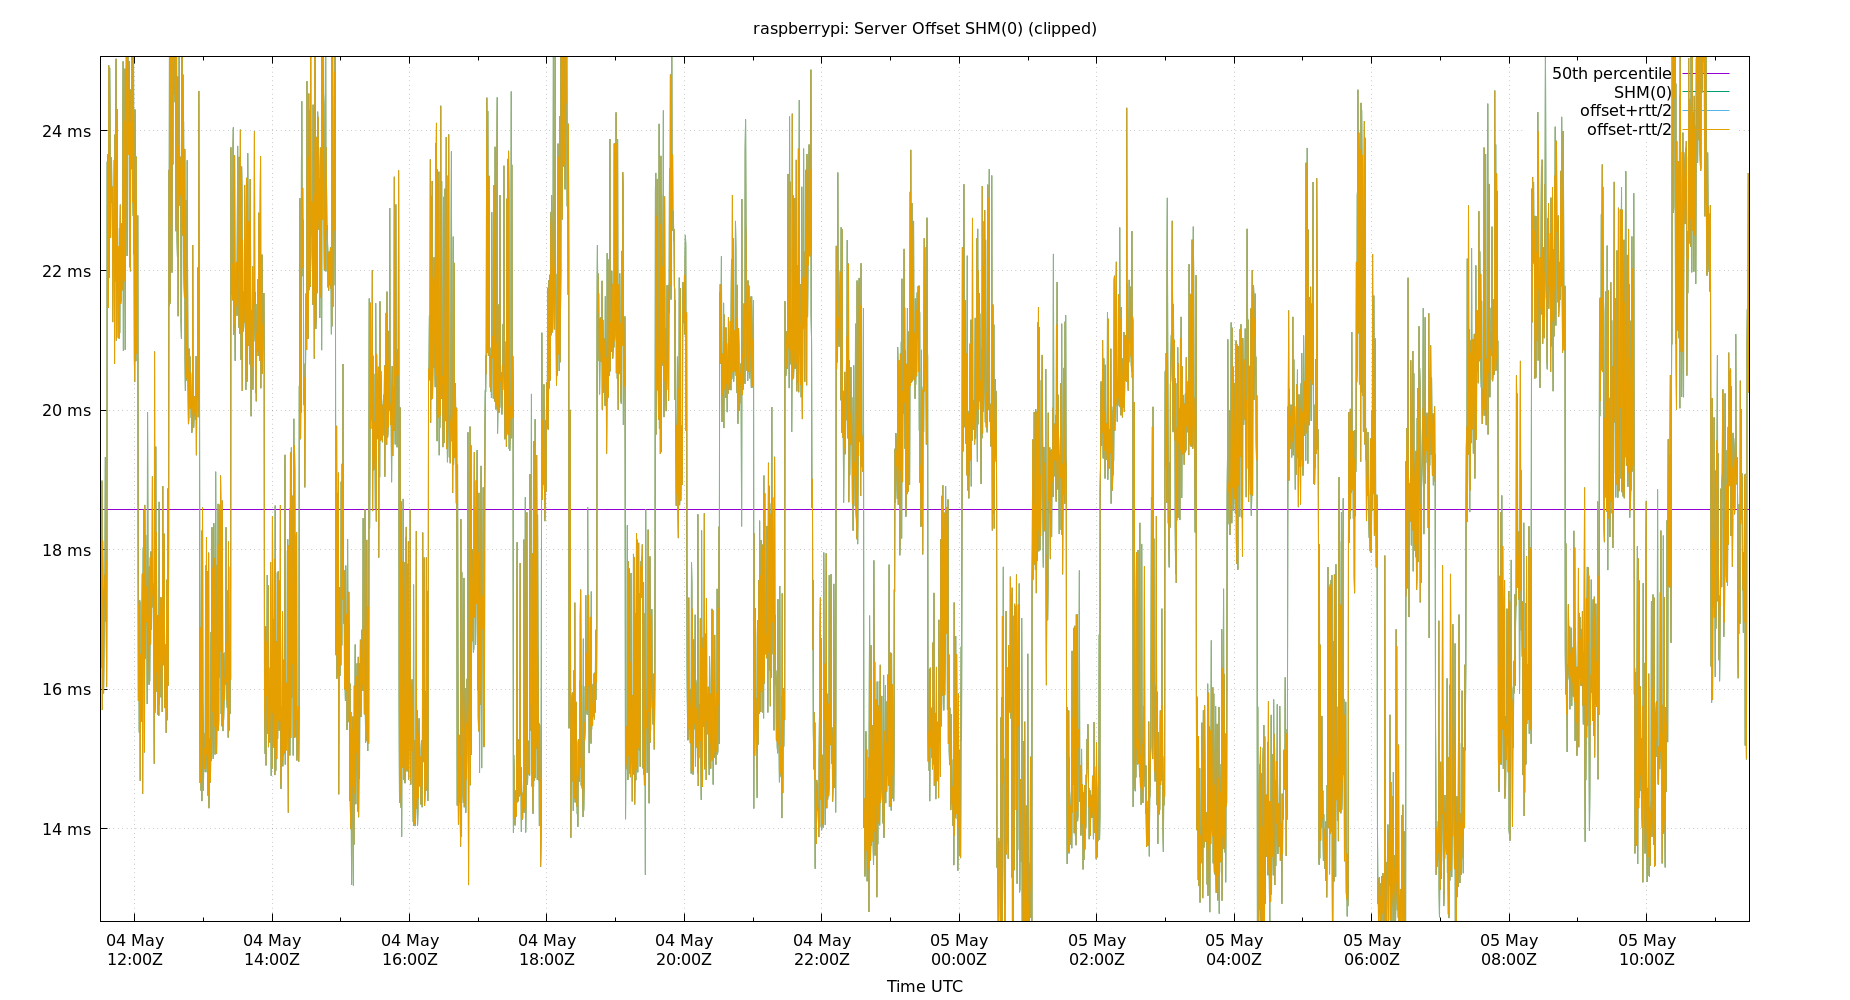 raspberrypi: Server Offset SHM(0) (clipped)
50th percentile
SHM(0)
offset+rtt/2
offset-rtt/2
24 ms
22 ms
20 ms
18 ms
16 ms
14 ms
04 May 04 May 04 May 04 May 04 May 04 May 05 May 05 May 05 May 05 May 05 May 05 May
12:00Z 14:00Z 16:00Z 18:00Z 20:00Z 22:00Z 00:00Z 02:00Z 04:00Z 06:00Z 08:00Z 10:00Z
Time UTC